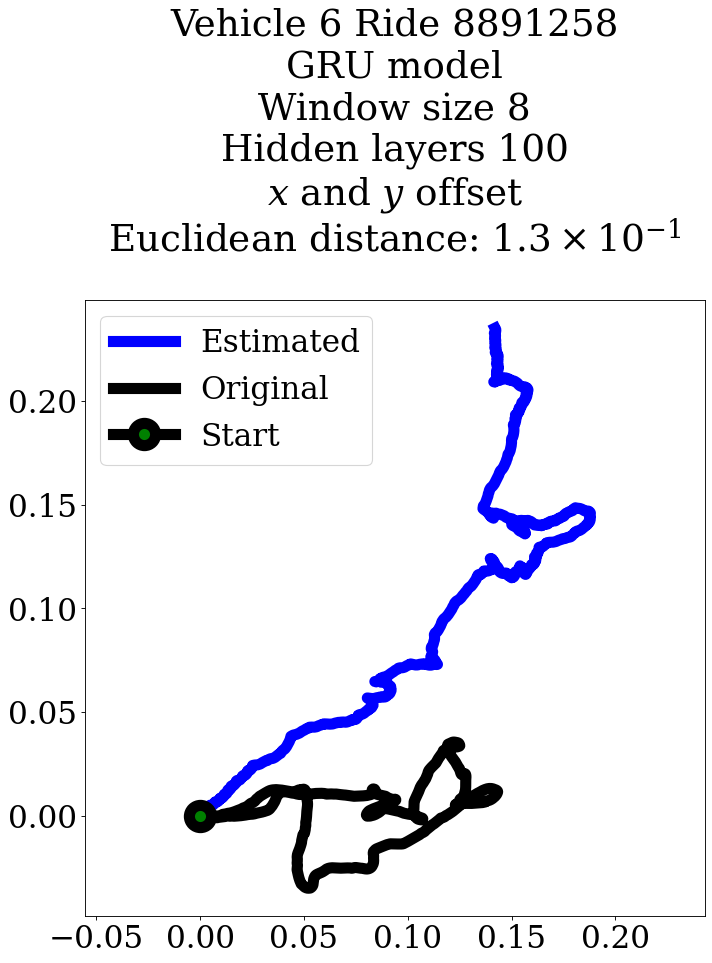 Vehicle 6 Ride 8891258
GRU model
Window size 8
Hidden layers 100
x and y offset
Euclidean distance: 1.3 × 10⁻¹
Estimated
Original
Start
0.20
0.15
0.10
0.05
0.00
−0.05 0.00 0.05 0.10 0.15 0.20